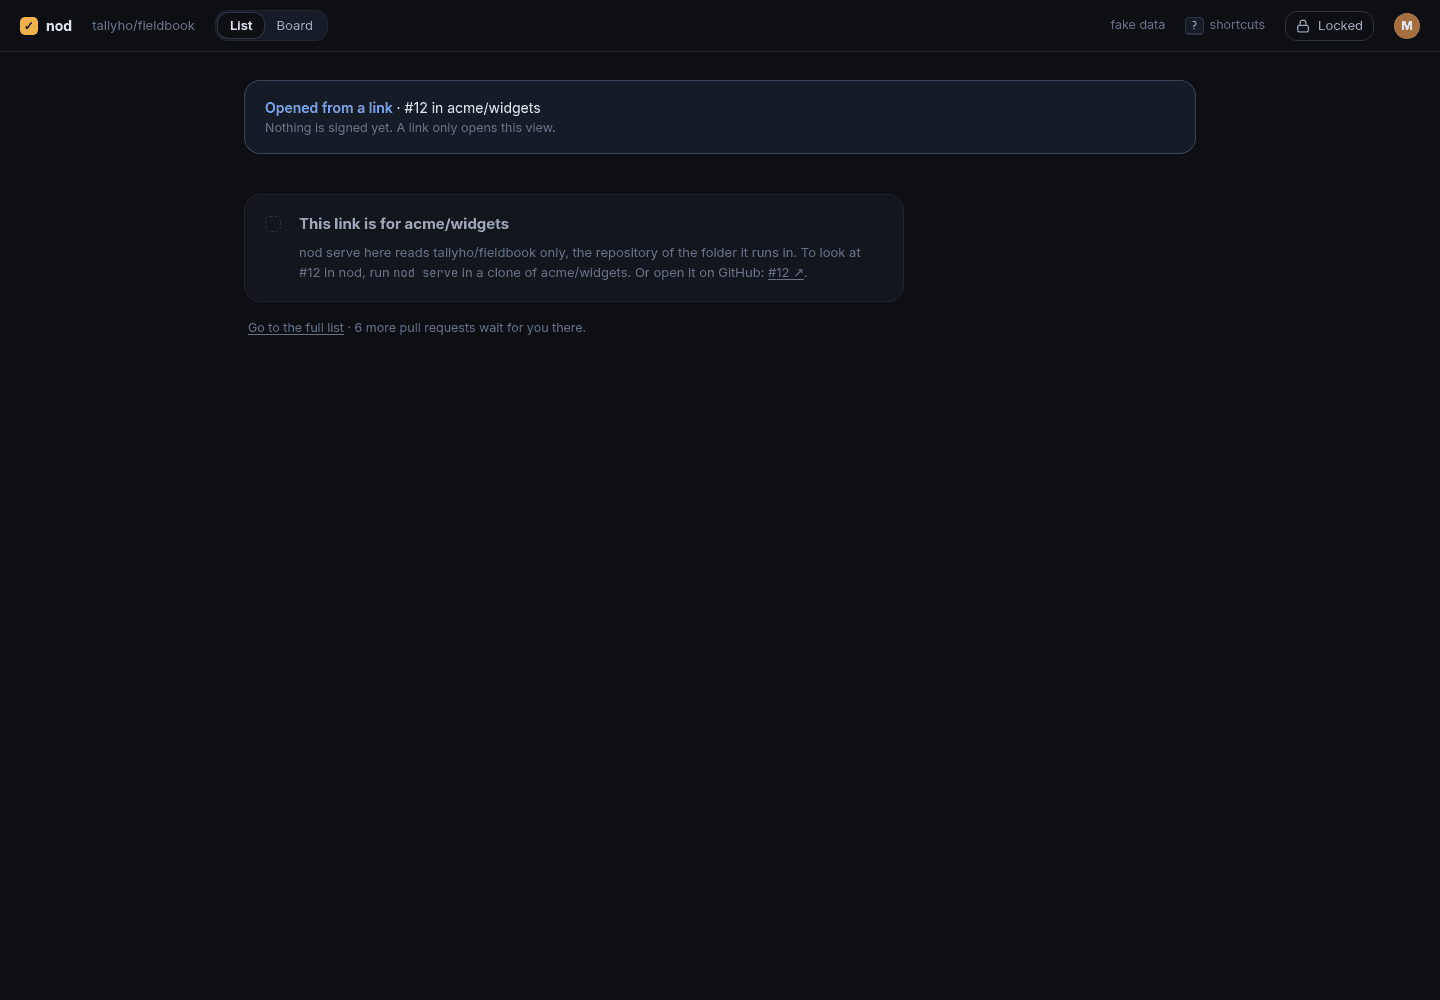 ✓ nod tallyho/fieldbook List Board fake data ? shortcuts Locked M
Opened from a link · #12 in acme/widgets
Nothing is signed yet. A link only opens this view.
This link is for acme/widgets
nod serve here reads tallyho/fieldbook only, the repository of the folder it runs in. To look at
#12 in nod, run nod serve in a clone of acme/widgets. Or open it on GitHub: #12 ↗.
Go to the full list · 6 more pull requests wait for you there.